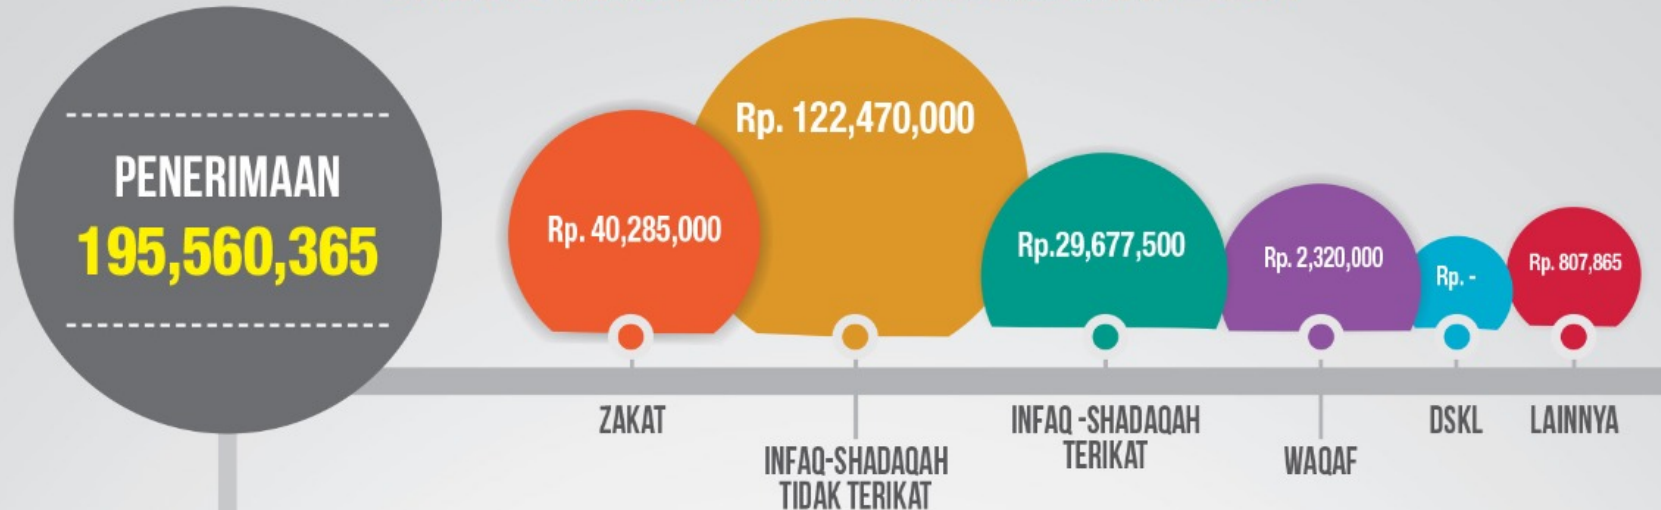 PENERIMAAN
195,560,365
Rp. 40,285,000
Rp. 122,470,000
Rp.29,677,500
Rp. 2,320,000
Rp. -
Rp. 807,865
ZAKAT
INFAQ-SHADAQAH
TIDAK TERIKAT
INFAQ -SHADAQAH
TERIKAT
WAQAF
DSKL
LAINNYA